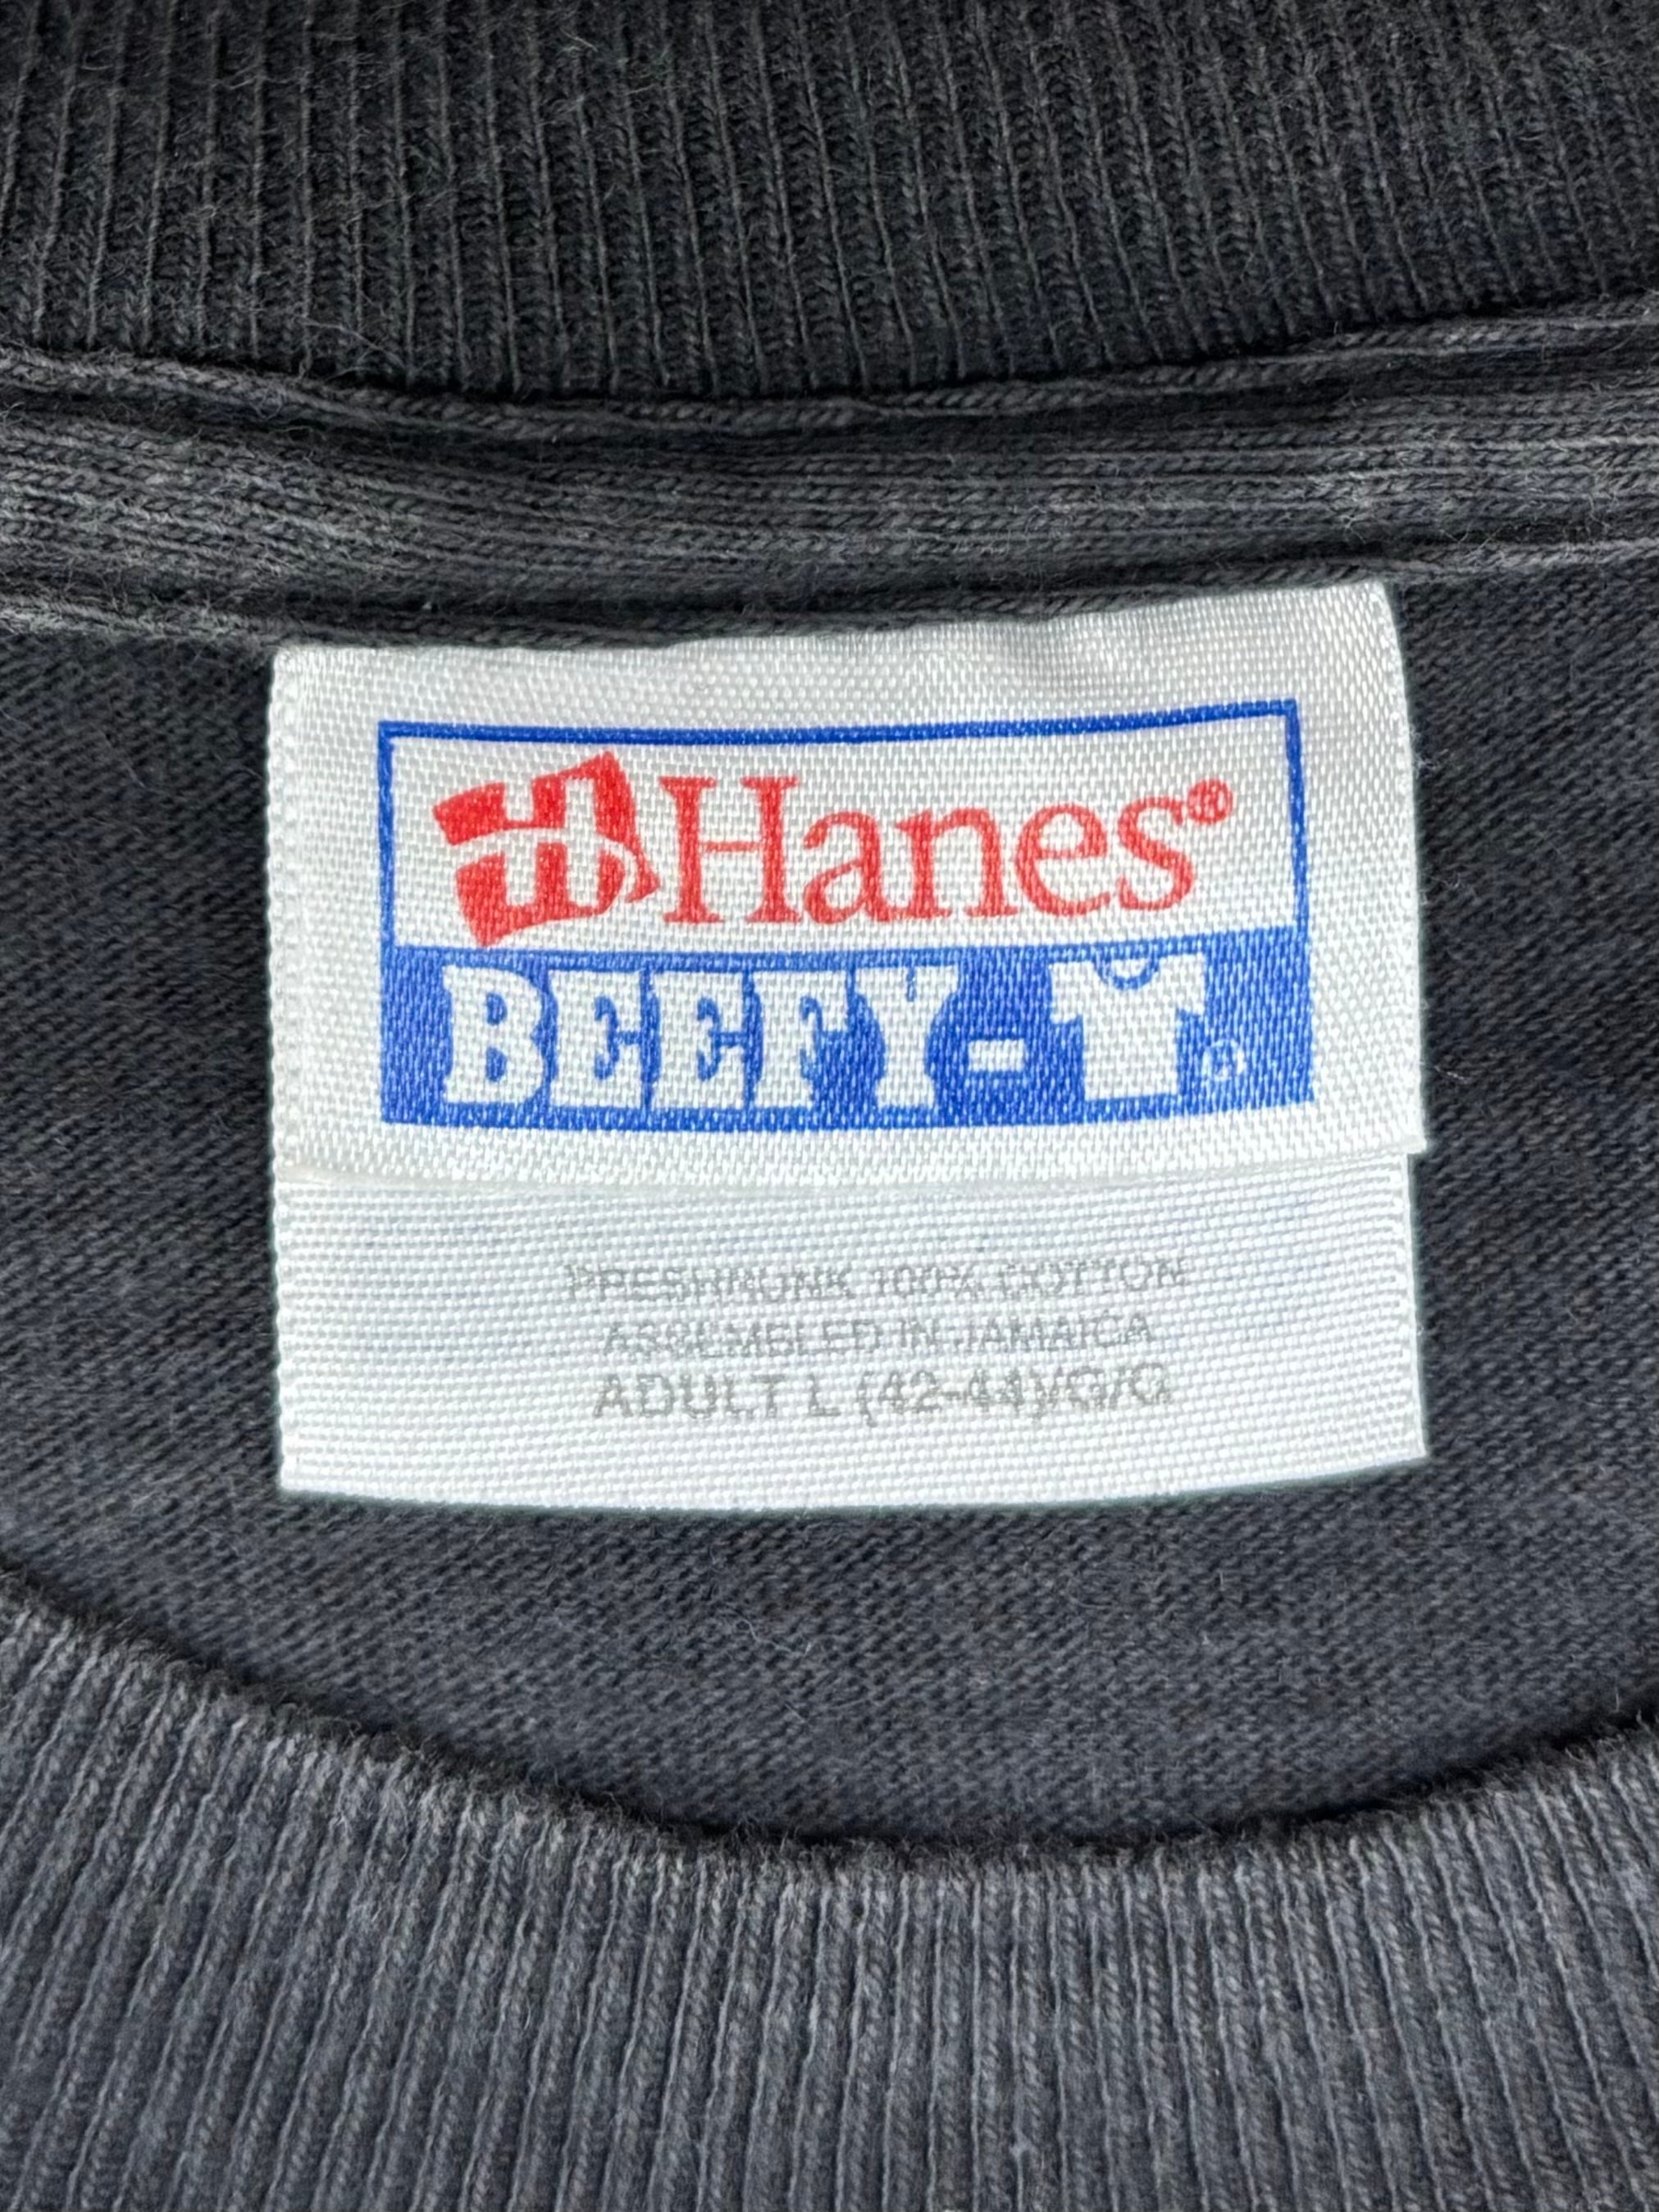 Hanes®
BEEFY-T®
PRESHRUNK 100% COTTON
ASSEMBLED IN JAMAICA
ADULT L (42-44)/G/G